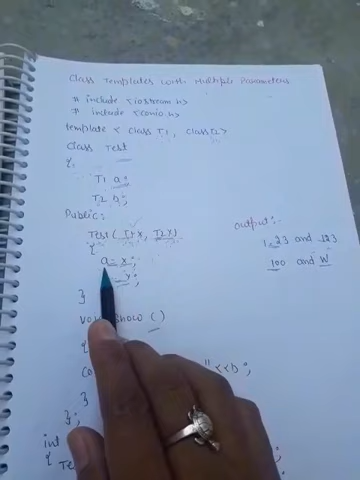 Class Templates with Multiple Parameters
# include <iostream.h>
# include <conio.h>
template < class T1, class T2>
Class Test
{
T1 a;
T2 b;
Public:
Test( T1 x, T2 y)
{
a = x;
y;
}
show ( )
{
" <<b;
}
};
int
{
output:
1.23 and 123
100 and W